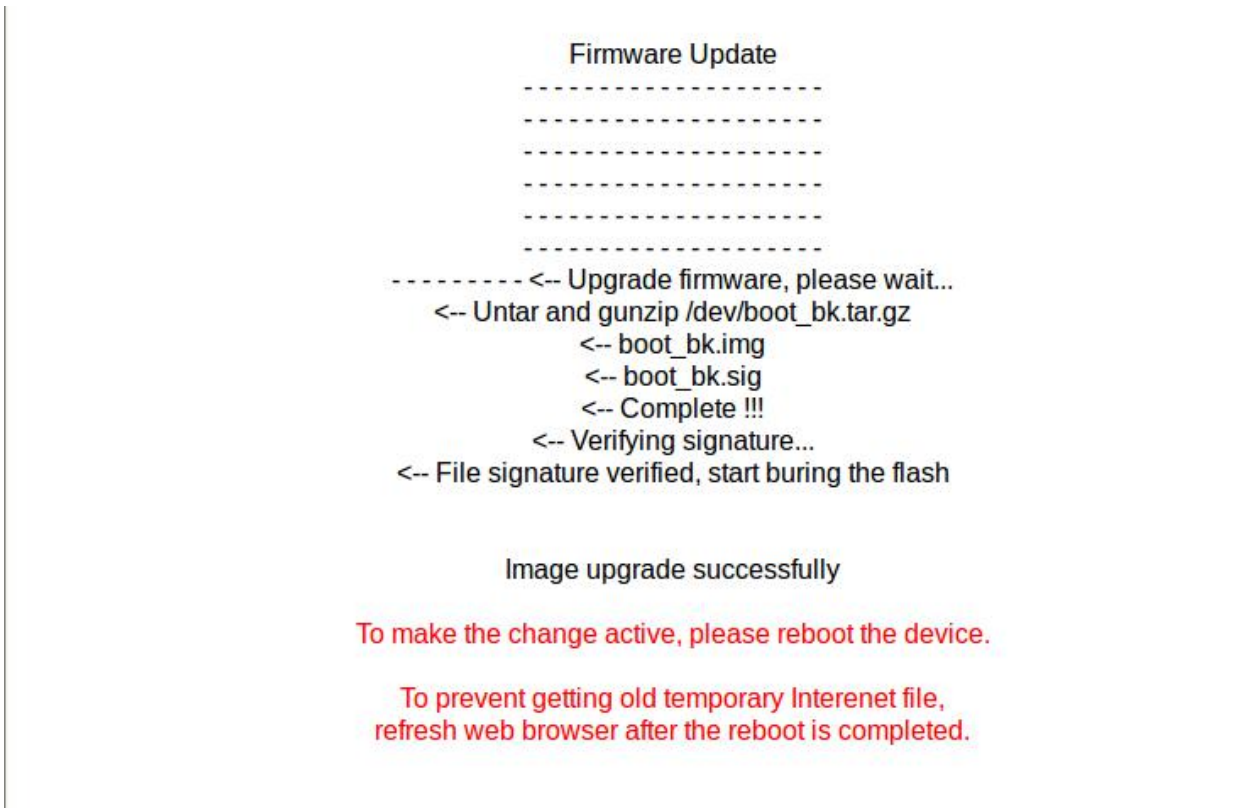 Firmware Update
- - - - - - - - - - - - - - - - - - - -
- - - - - - - - - - - - - - - - - - - -
- - - - - - - - - - - - - - - - - - - -
- - - - - - - - - - - - - - - - - - - -
- - - - - - - - - - - - - - - - - - - -
- - - - - - - - - - - - - - - - - - - -
- - - - - - - - - <-- Upgrade firmware, please wait...
<-- Untar and gunzip /dev/boot_bk.tar.gz
<-- boot_bk.img
<-- boot_bk.sig
<-- Complete !!!
<-- Verifying signature...
<-- File signature verified, start buring the flash
Image upgrade successfully
To make the change active, please reboot the device.
To prevent getting old temporary Interenet file,
refresh web browser after the reboot is completed.